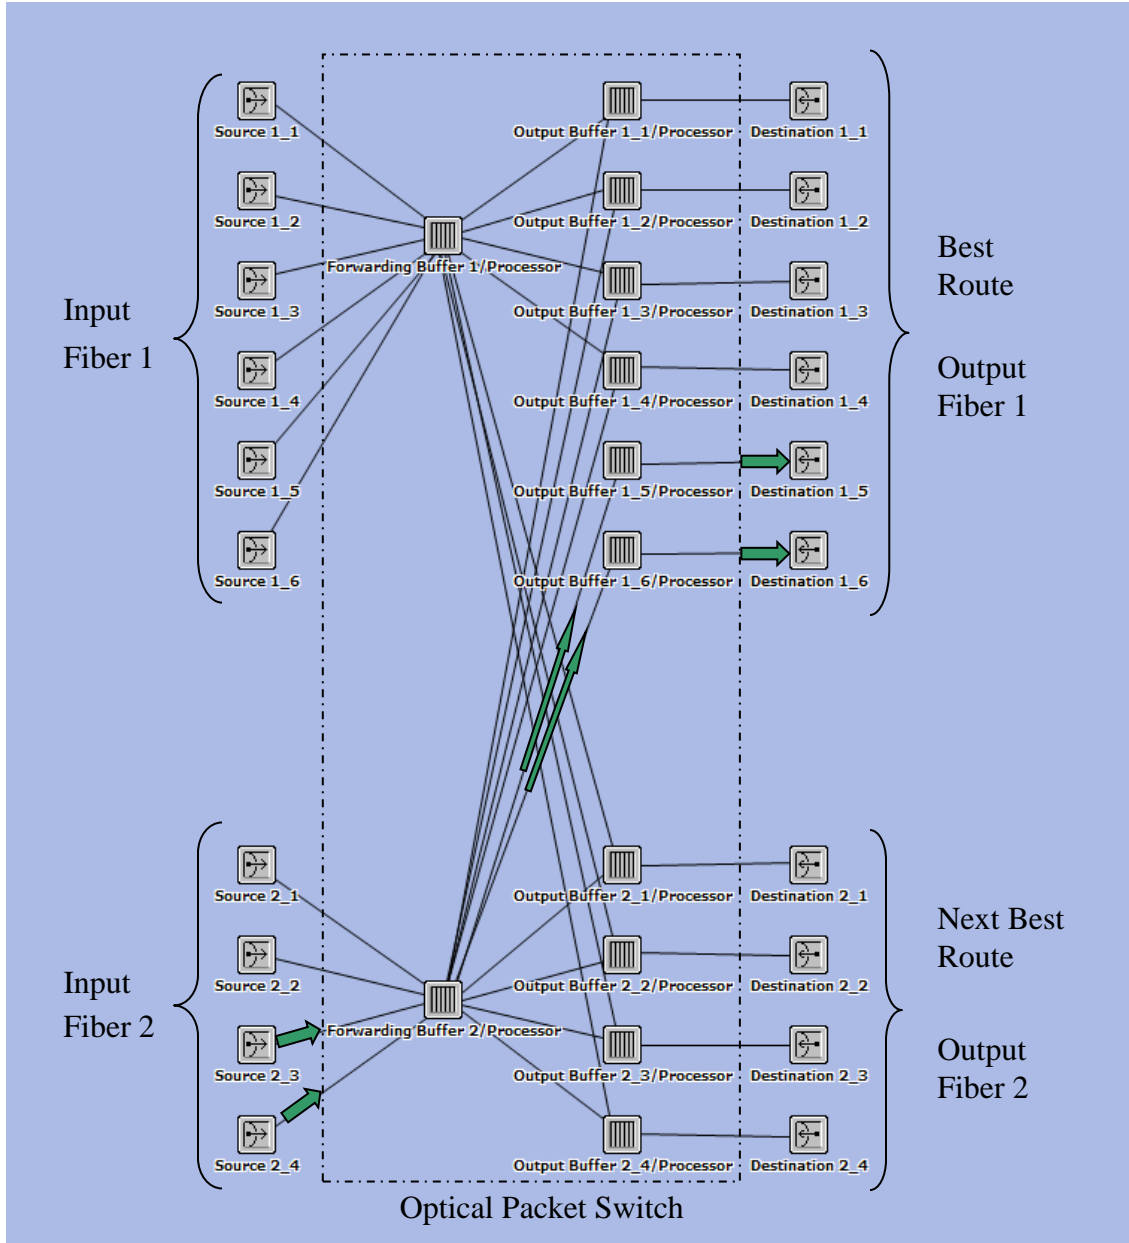 Source 1_1
Output Buffer 1_1/Processor
Destination 1_1
Source 1_2
Output Buffer 1_2/Processor
Destination 1_2
Forwarding Buffer 1/Processor
Source 1_3
Output Buffer 1_3/Processor
Destination 1_3
Source 1_4
Output Buffer 1_4/Processor
Destination 1_4
Source 1_5
Output Buffer 1_5/Processor
Destination 1_5
Source 1_6
Output Buffer 1_6/Processor
Destination 1_6
Input
Fiber 1
Best
Route
Output
Fiber 1
Source 2_1
Output Buffer 2_1/Processor
Destination 2_1
Source 2_2
Output Buffer 2_2/Processor
Destination 2_2
Forwarding Buffer 2/Processor
Source 2_3
Output Buffer 2_3/Processor
Destination 2_3
Source 2_4
Output Buffer 2_4/Processor
Destination 2_4
Input
Fiber 2
Next Best
Route
Output
Fiber 2
Optical Packet Switch